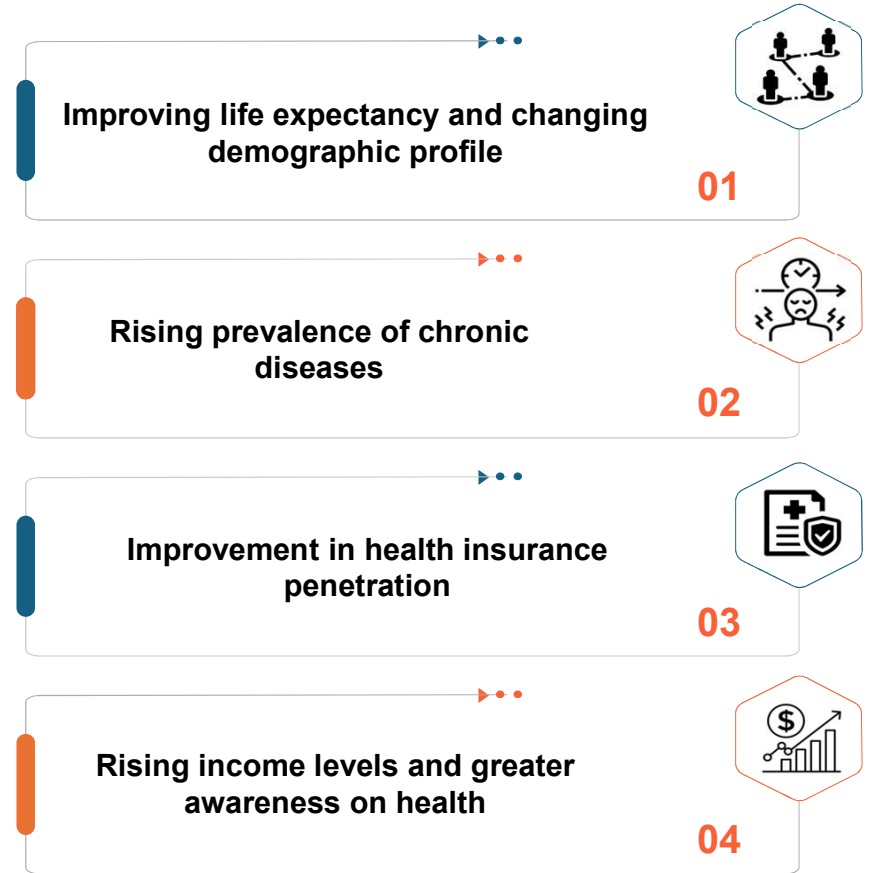 Improving life expectancy and changing
demographic profile
01
Rising prevalence of chronic
diseases
02
Improvement in health insurance
penetration
03
$
Rising income levels and greater
awareness on health
04